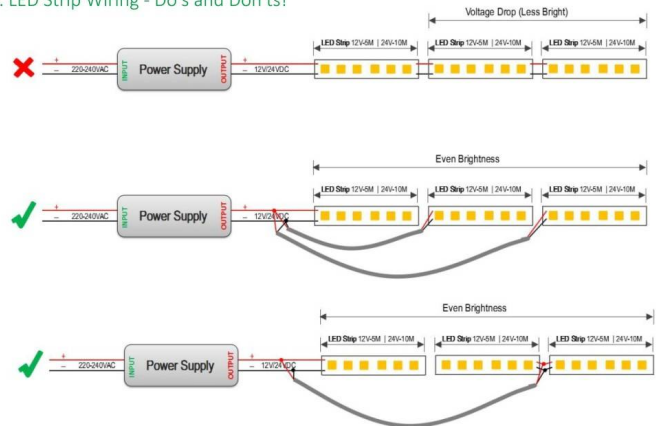 . LED Strip Wiring - Do's and Don'ts!
Voltage Drop (Less Bright)
LED Strip 12V-5M | 24V-10M
LED Strip 12V-5M | 24V-10M
LED Strip 12V-5M | 24V-10M
+
– 220-240VAC
INPUT
Power Supply
OUTPUT
+
– 12V/24VDC
Even Brightness
LED Strip 12V-5M | 24V-10M
LED Strip 12V-5M | 24V-10M
LED Strip 12V-5M | 24V-10M
+
– 220-240VAC
INPUT
Power Supply
OUTPUT
+
– 12V/24VDC
Even Brightness
LED Strip 12V-5M | 24V-10M
LED Strip 12V-5M | 24V-10M
LED Strip 12V-5M | 24V-10M
+
– 220-240VAC
INPUT
Power Supply
OUTPUT
+
– 12V/24VDC